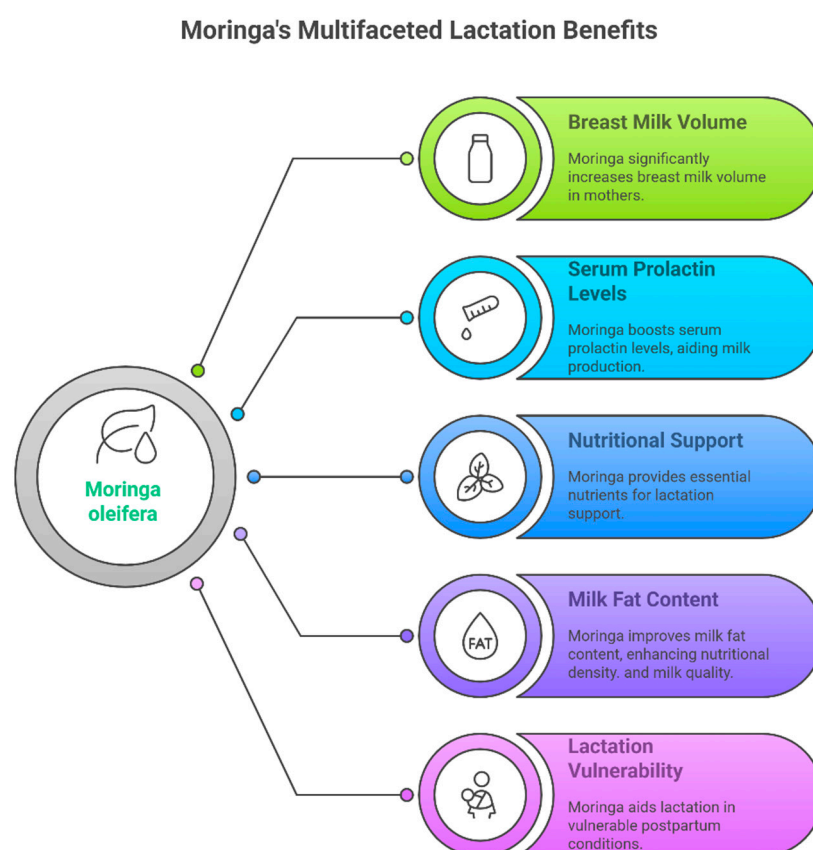 Moringa's Multifaceted Lactation Benefits
Breast Milk Volume
Moringa significantly
increases breast milk volume
in mothers.
Serum Prolactin
Levels
Moringa boosts serum
prolactin levels, aiding milk
production.
Moringa
oleifera
Nutritional Support
Moringa provides essential
nutrients for lactation
support.
Milk Fat Content
FAT
Moringa improves milk fat
content, enhancing nutritional
density. and milk quality.
Lactation
Vulnerability
Moringa aids lactation in
vulnerable postpartum
conditions.